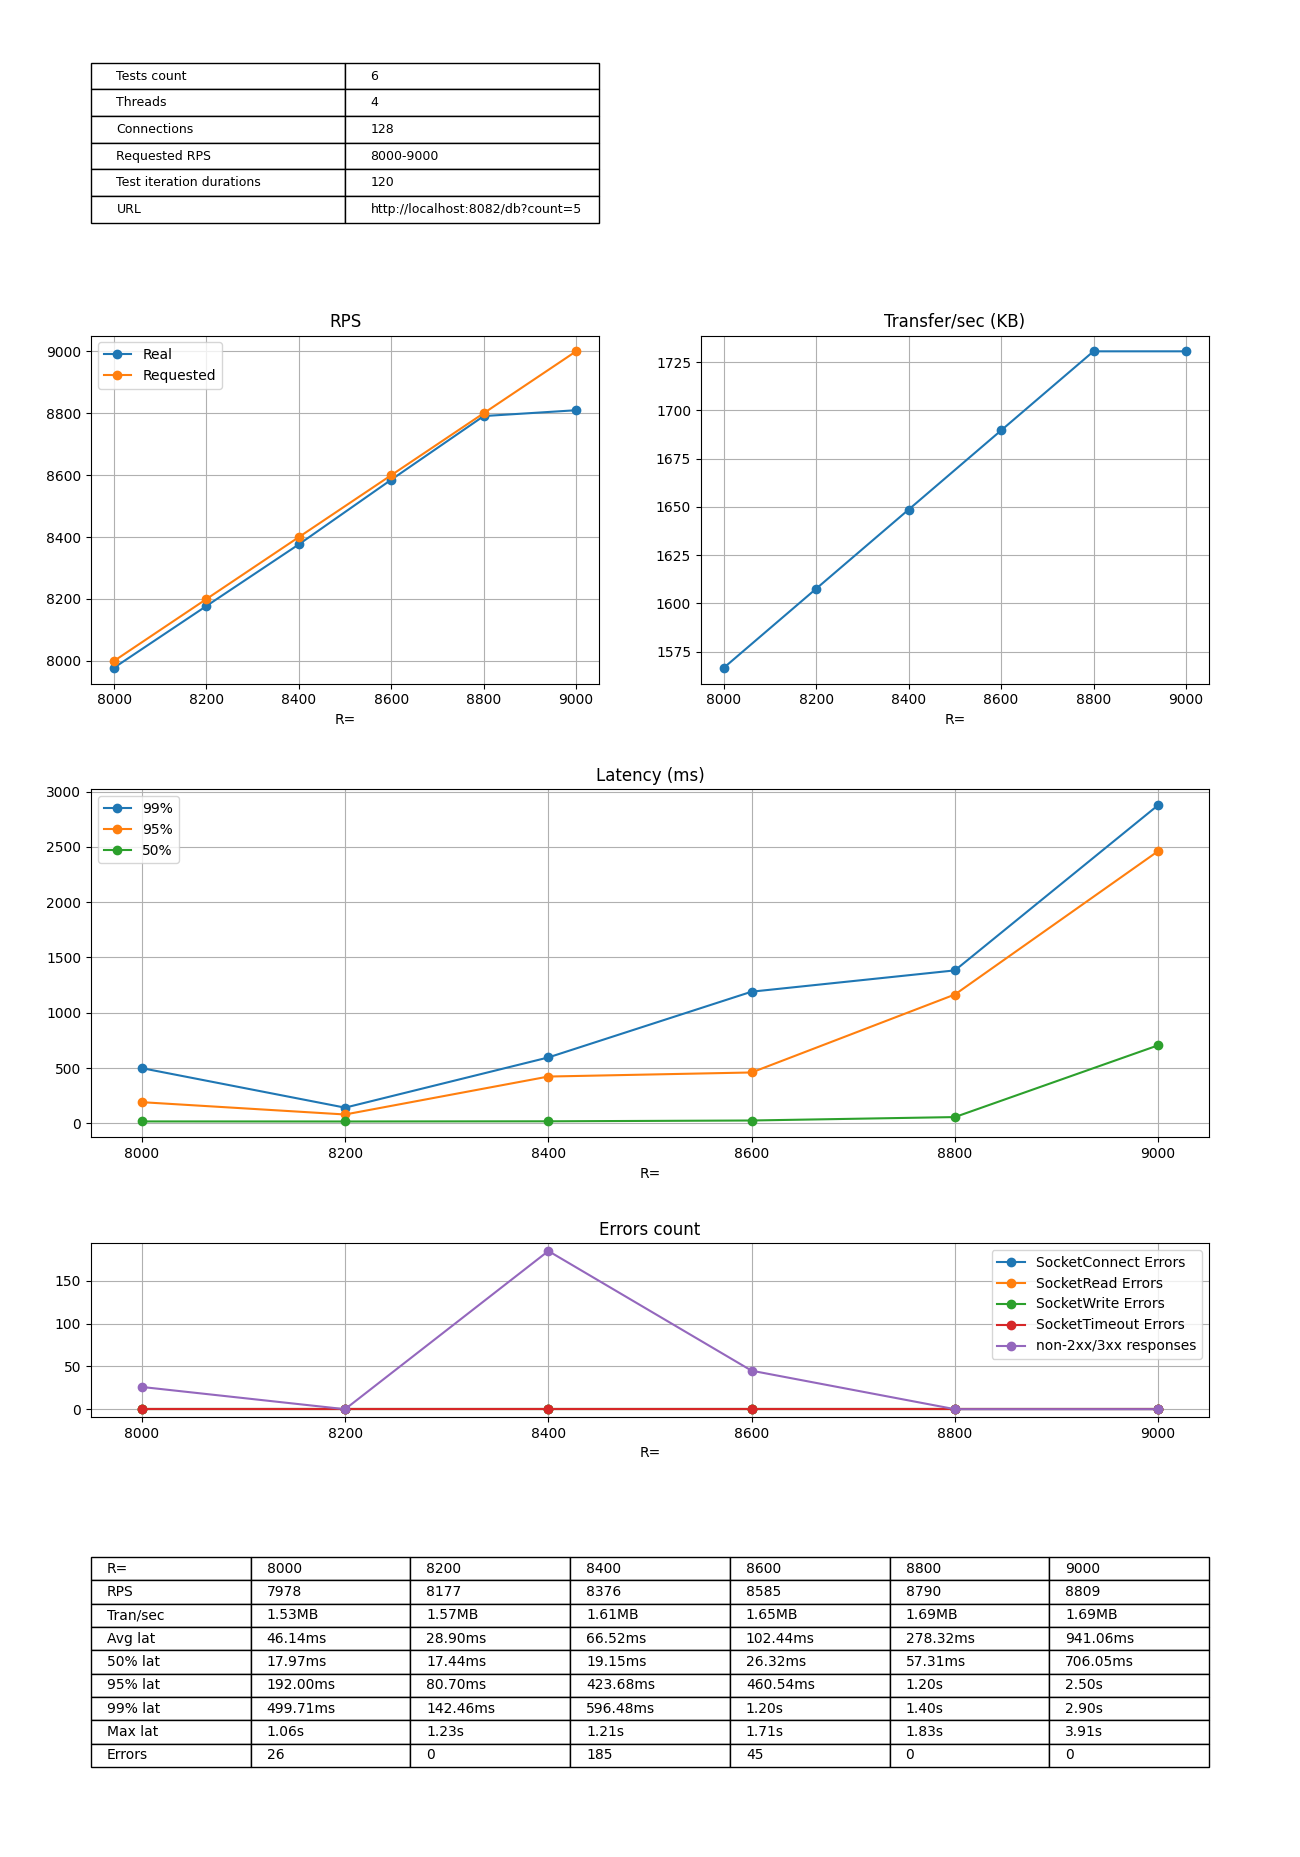 Tests count 6
Threads 4
Connections 128
Requested RPS 8000-9000
Test iteration durations 120
URL http://localhost:8082/db?count=5
RPS
Real
Requested
9000
8800
8600
8400
8200
8000
8000 8200 8400 8600 8800 9000
R=
Transfer/sec (KB)
1725
1700
1675
1650
1625
1600
1575
8000 8200 8400 8600 8800 9000
R=
Latency (ms)
99%
95%
50%
3000
2500
2000
1500
1000
500
0
8000 8200 8400 8600 8800 9000
R=
Errors count
SocketConnect Errors
SocketRead Errors
SocketWrite Errors
SocketTimeout Errors
non-2xx/3xx responses
150
100
50
0
8000 8200 8400 8600 8800 9000
R=
R= 8000 8200 8400 8600 8800 9000
RPS 7978 8177 8376 8585 8790 8809
Tran/sec 1.53MB 1.57MB 1.61MB 1.65MB 1.69MB 1.69MB
Avg lat 46.14ms 28.90ms 66.52ms 102.44ms 278.32ms 941.06ms
50% lat 17.97ms 17.44ms 19.15ms 26.32ms 57.31ms 706.05ms
95% lat 192.00ms 80.70ms 423.68ms 460.54ms 1.20s 2.50s
99% lat 499.71ms 142.46ms 596.48ms 1.20s 1.40s 2.90s
Max lat 1.06s 1.23s 1.21s 1.71s 1.83s 3.91s
Errors 26 0 185 45 0 0